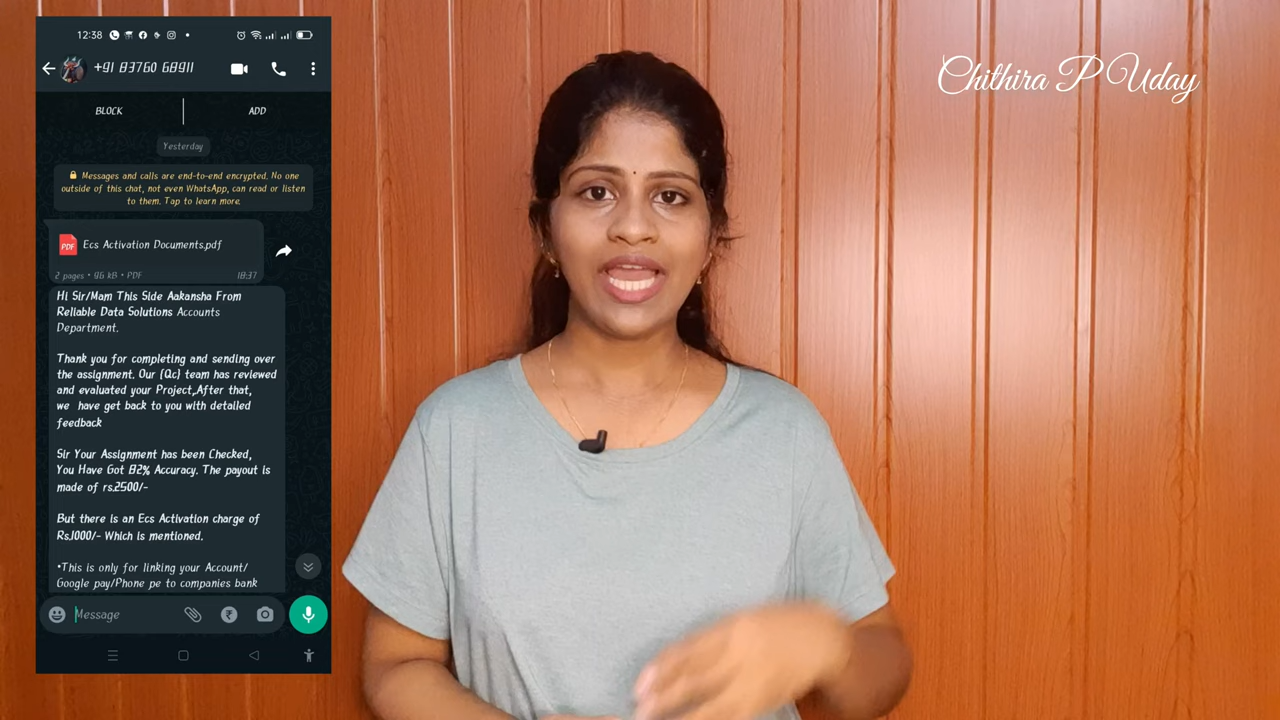 12:38
+91 83760 68911
BLOCK
ADD
Yesterday
Messages and calls are end-to-end encrypted. No one
outside of this chat, not even WhatsApp, can read or listen
to them. Tap to learn more.
PDF
Ecs Activation Documents.pdf
2 pages • 96 kB • PDF
18:37
Hi Sir/Mam This Side Aakansha From
Reliable Data Solutions Accounts
Department.
Thank you for completing and sending over
the assignment. Our (Qc) team has reviewed
and evaluated your Project,.After that,
we have get back to you with detailed
feedback
Sir Your Assignment has been Checked,
You Have Got 82% Accuracy. The payout is
made of rs.2500/-
But there is an Ecs Activation charge of
Rs.1000/- Which is mentioned.
•This is only for linking your Account/
Google pay/Phone pe to companies bank
Message
Chithira P Uday